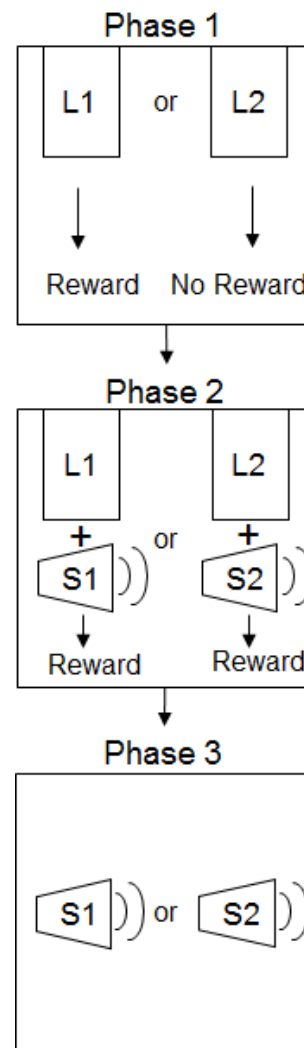 Phase 1
L1 or L2
Reward No Reward
Phase 2
L1 L2
+ or +
S1 S2
Reward Reward
Phase 3
S1 or S2